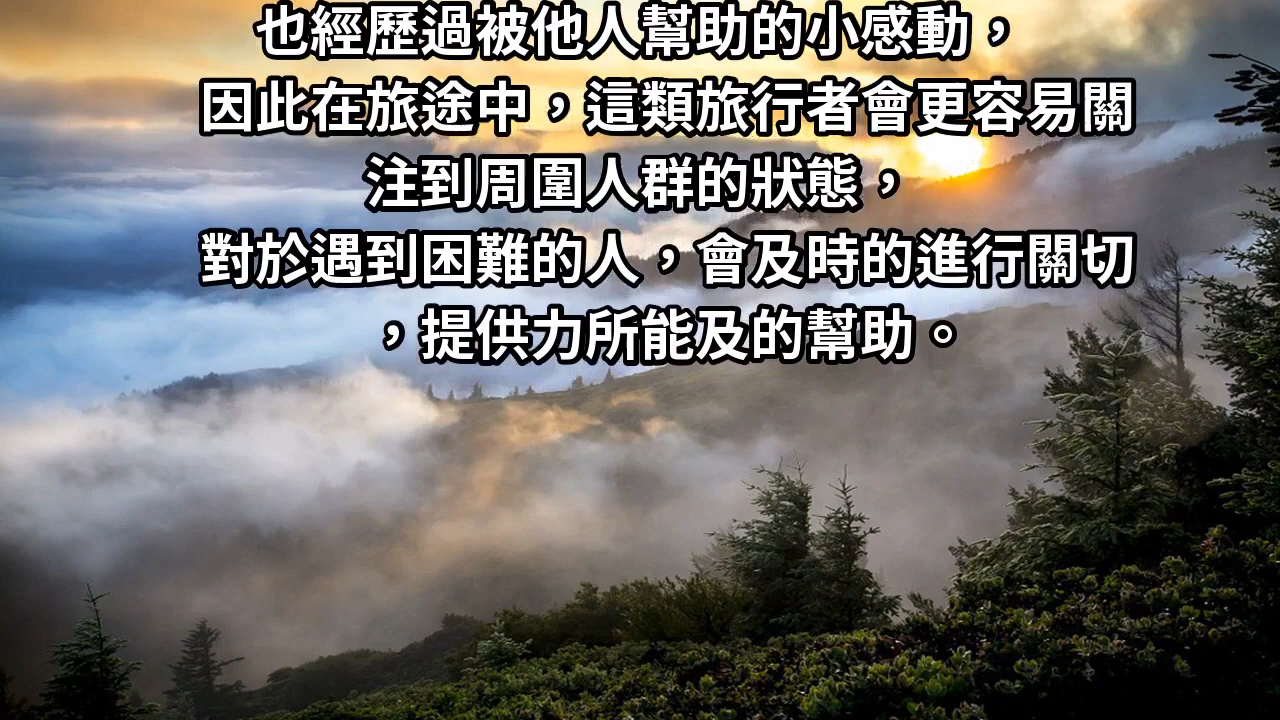 也經歷過被他人幫助的小感動，
因此在旅途中，這類旅行者會更容易關
注到周圍人群的狀態，
對於遇到困難的人，會及時的進行關切
，提供力所能及的幫助。